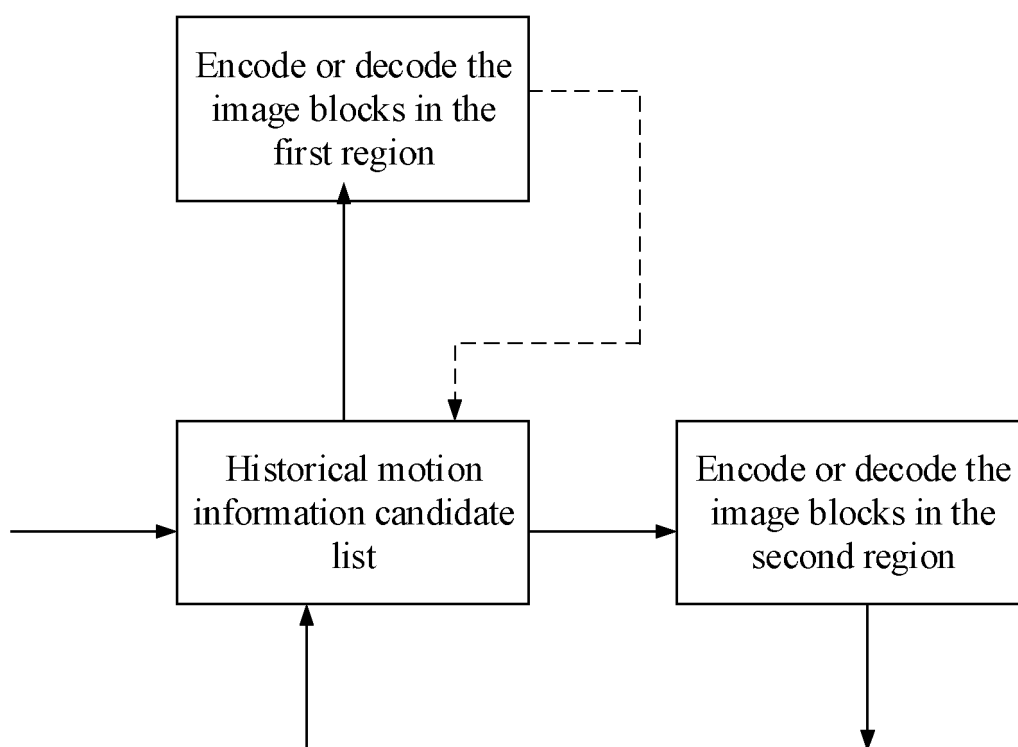 Encode or decode the
image blocks in the
first region
Historical motion
information candidate
list
Encode or decode the
image blocks in the
second region